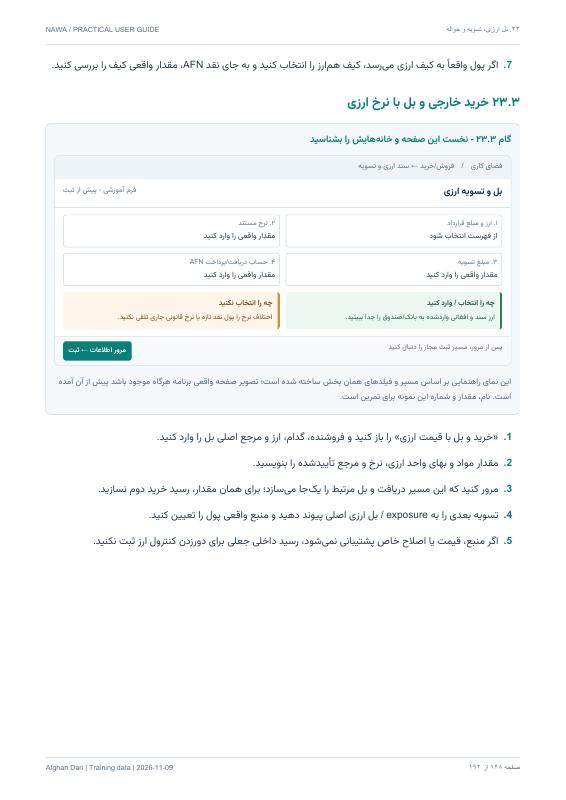 NAWA / PRACTICAL USER GUIDE
۲۳. بل ارزی، تسویه و حواله
7. اگر پول واقعاً به کیف ارزی می‌رسد، کیف هم‌ارز را انتخاب کنید و به جای نقد AFN، مقدار واقعی کیف را بررسی کنید.
۲۳.۳ خرید خارجی و بل با نرخ ارزی
گام ۲۳.۳ - نخست این صفحه و خانه‌هایش را بشناسید
فضای کاری / فروش/خرید ← سند ارزی و تسویه
بل و تسویه ارزی
فرم آموزشی - پیش از ثبت
۱. ارز و مبلغ قرارداد
از فهرست انتخاب شود
۲. نرخ مستند
مقدار واقعی را وارد کنید
۳. مبلغ تسویه
مقدار واقعی را وارد کنید
۴. حساب دریافت/پرداخت AFN
مقدار واقعی را وارد کنید
چه را انتخاب / وارد کنید
ارز سند و افغانی واردشده به بانک/صندوق را جدا ببینید.
چه را انتخاب نکنید
اختلاف نرخ را پول نقد تازه یا نرخ قانونی جاری تلقی نکنید.
پس از مرور، مسیر ثبت مجاز را دنبال کنید
مرور اطلاعات ← ثبت
این نمای راهنمایی بر اساس مسیر و فیلدهای همان بخش ساخته شده است؛ تصویر صفحه واقعی برنامه هرگاه موجود باشد پیش از آن آمده
است. نام، مقدار و شماره این نمونه برای تمرین است.
1. «خرید و بل با قیمت ارزی» را باز کنید و فروشنده، گدام، ارز و مرجع اصلی بل را وارد کنید.
2. مقدار مواد و بهای واحد ارزی، نرخ و مرجع تأییدشده را بنویسید.
3. مرور کنید که این مسیر دریافت و بل مرتبط را یک‌جا می‌سازد؛ برای همان مقدار، رسید خرید دوم نسازید.
4. تسویه بعدی را به exposure / بل ارزی اصلی پیوند دهید و منبع واقعی پول را تعیین کنید.
5. اگر منبع، قیمت یا اصلاح خاص پشتیبانی نمی‌شود، رسید داخلی جعلی برای دورزدن کنترول ارز ثبت نکنید.
Afghan Dari | Training data | 2026-11-09
صفحه ۱۶۸ از ۱۹۲